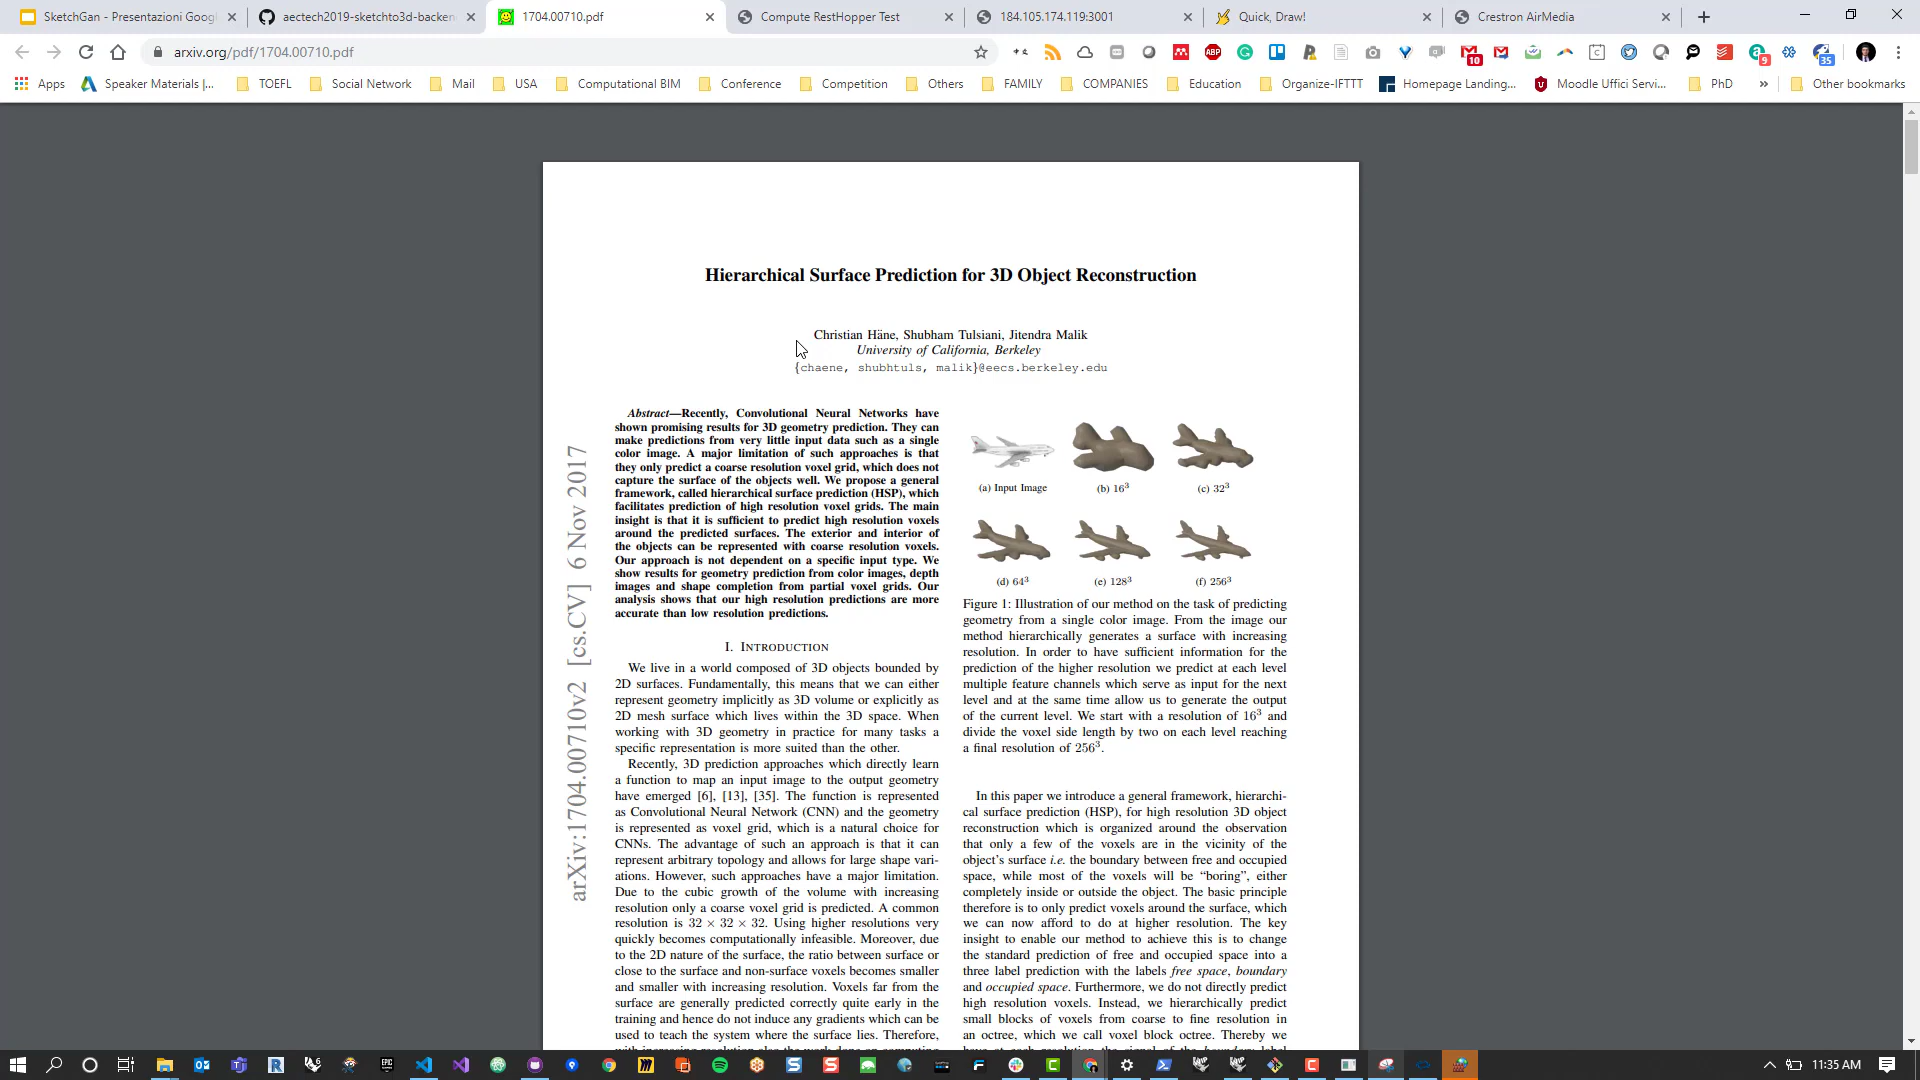 SketchGan - Presentazioni Goog
aectech2019-sketchto3d-backen
1704.00710.pdf
Compute RestHopper Test
184.105.174.119:3001
Quick, Draw!
Crestron AirMedia
arxiv.org/pdf/1704.00710.pdf
Apps
Speaker Materials |...
TOEFL
Social Network
Mail
USA
Computational BIM
Conference
Competition
Others
FAMILY
COMPANIES
Education
Organize-IFTTT
Homepage Landing...
Moodle Uffici Servi...
PhD
Other bookmarks
Hierarchical Surface Prediction for 3D Object Reconstruction
Christian Häne, Shubham Tulsiani, Jitendra Malik
University of California, Berkeley
{chaene, shubhtuls, malik}@eecs.berkeley.edu
arXiv:1704.00710v2 [cs.CV] 6 Nov 2017
Abstract—Recently, Convolutional Neural Networks have
shown promising results for 3D geometry prediction. They can
make predictions from very little input data such as a single
color image. A major limitation of such approaches is that
they only predict a coarse resolution voxel grid, which does not
capture the surface of the objects well. We propose a general
framework, called hierarchical surface prediction (HSP), which
facilitates prediction of high resolution voxel grids. The main
insight is that it is sufficient to predict high resolution voxels
around the predicted surfaces. The exterior and interior of
the objects can be represented with coarse resolution voxels.
Our approach is not dependent on a specific input type. We
show results for geometry prediction from color images, depth
images and shape completion from partial voxel grids. Our
analysis shows that our high resolution predictions are more
accurate than low resolution predictions.
I. INTRODUCTION
We live in a world composed of 3D objects bounded by
2D surfaces. Fundamentally, this means that we can either
represent geometry implicitly as 3D volume or explicitly as
2D mesh surface which lives within the 3D space. When
working with 3D geometry in practice for many tasks a
specific representation is more suited than the other.
Recently, 3D prediction approaches which directly learn
a function to map an input image to the output geometry
have emerged [6], [13], [35]. The function is represented
as Convolutional Neural Network (CNN) and the geometry
is represented as voxel grid, which is a natural choice for
CNNs. The advantage of such an approach is that it can
represent arbitrary topology and allows for large shape vari-
ations. However, such approaches have a major limitation.
Due to the cubic growth of the volume with increasing
resolution only a coarse voxel grid is predicted. A common
resolution is 32 × 32 × 32. Using higher resolutions very
quickly becomes computationally infeasible. Moreover, due
to the 2D nature of the surface, the ratio between surface or
close to the surface and non-surface voxels becomes smaller
and smaller with increasing resolution. Voxels far from the
surface are generally predicted correctly quite early in the
training and hence do not induce any gradients which can be
used to teach the system where the surface lies. Therefore,
(a) Input Image
(b) 16³
(c) 32³
(d) 64³
(e) 128³
(f) 256³
Figure 1: Illustration of our method on the task of predicting
geometry from a single color image. From the image our
method hierarchically generates a surface with increasing
resolution. In order to have sufficient information for the
prediction of the higher resolution we predict at each level
multiple feature channels which serve as input for the next
level and at the same time allow us to generate the output
of the current level. We start with a resolution of 16³ and
divide the voxel side length by two on each level reaching
a final resolution of 256³.
In this paper we introduce a general framework, hierarchi-
cal surface prediction (HSP), for high resolution 3D object
reconstruction which is organized around the observation
that only a few of the voxels are in the vicinity of the
object's surface i.e. the boundary between free and occupied
space, while most of the voxels will be “boring”, either
completely inside or outside the object. The basic principle
therefore is to only predict voxels around the surface, which
we can now afford to do at higher resolution. The key
insight to enable our method to achieve this is to change
the standard prediction of free and occupied space into a
three label prediction with the labels free space, boundary
and occupied space. Furthermore, we do not directly predict
high resolution voxels. Instead, we hierarchically predict
small blocks of voxels from coarse to fine resolution in
an octree, which we call voxel block octree. Thereby we
11:35 AM